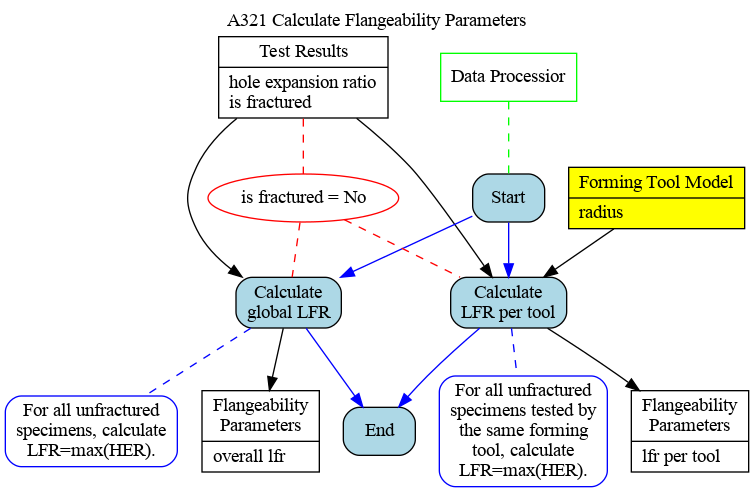 A321 Calculate Flangeability Parameters
Test Results
hole expansion ratio
is fractured
Data Processior
is fractured = No
Start
Forming Tool Model
radius
Calculate
global LFR
Calculate
LFR per tool
For all unfractured
specimens, calculate
LFR=max(HER).
Flangeability
Parameters
overall lfr
End
For all unfractured
specimens tested by
the same forming
tool, calculate
LFR=max(HER).
Flangeability
Parameters
lfr per tool